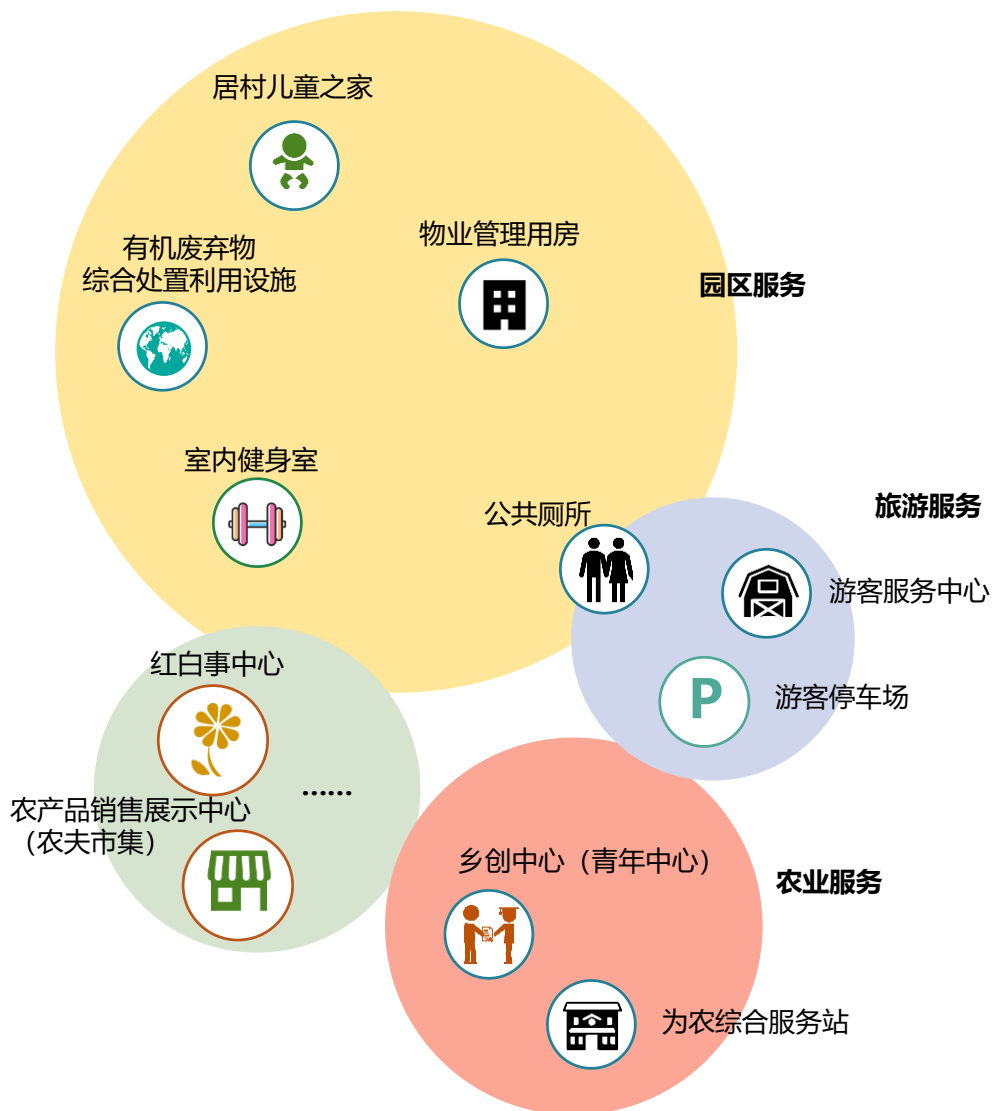 居村儿童之家
有机废弃物
综合处置利用设施
物业管理用房
园区服务
室内健身室
公共厕所
旅游服务
游客服务中心
P
游客停车场
红白事中心
......
农产品销售展示中心
（农夫市集）
乡创中心（青年中心）
农业服务
为农综合服务站